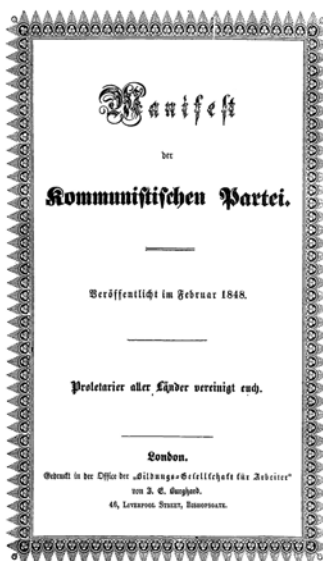 Manifest
der
Kommunistischen Partei.
Veröffentlicht im Februar 1848.
Proletarier aller Länder vereinigt euch.
London.
Gedruckt in der Office der „Bildungs-Gesellschaft für Arbeiter“
von J. E. Burghard.
46, Liverpool Street, Bishopsgate.